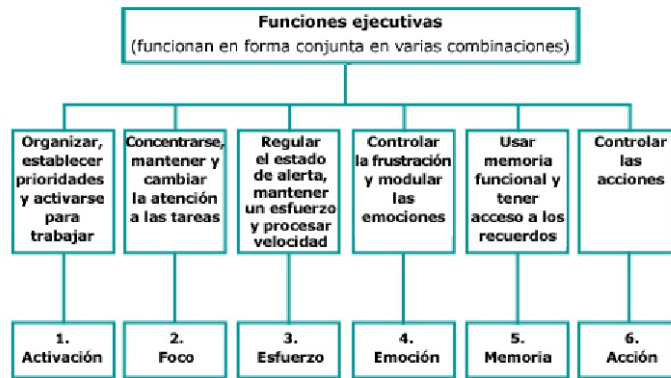 Funciones ejecutivas
(funcionan en forma conjunta en varias combinaciones)
Organizar,
establecer
prioridades
y activarse
para
trabajar
Concentrarse,
mantener y
cambiar
la atención
a las tareas
Regular
el estado
de alerta,
mantener
un esfuerzo
y procesar
velocidad
Controlar
la frustración
y modular
las
emociones
Usar
memoria
funcional y
tener
acceso a los
recuerdos
Controlar
las
acciones
1.
Activación
2.
Foco
3.
Esfuerzo
4.
Emoción
5.
Memoria
6.
Acción